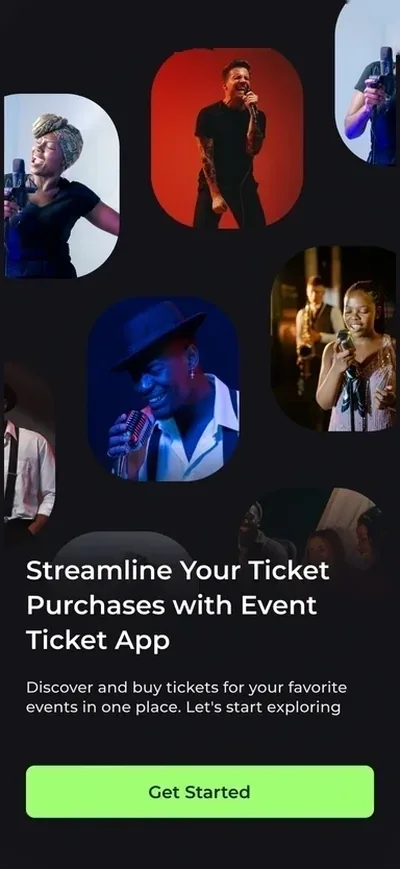 Streamline Your Ticket
Purchases with Event
Ticket App
Discover and buy tickets for your favorite
events in one place. Let's start exploring
Get Started